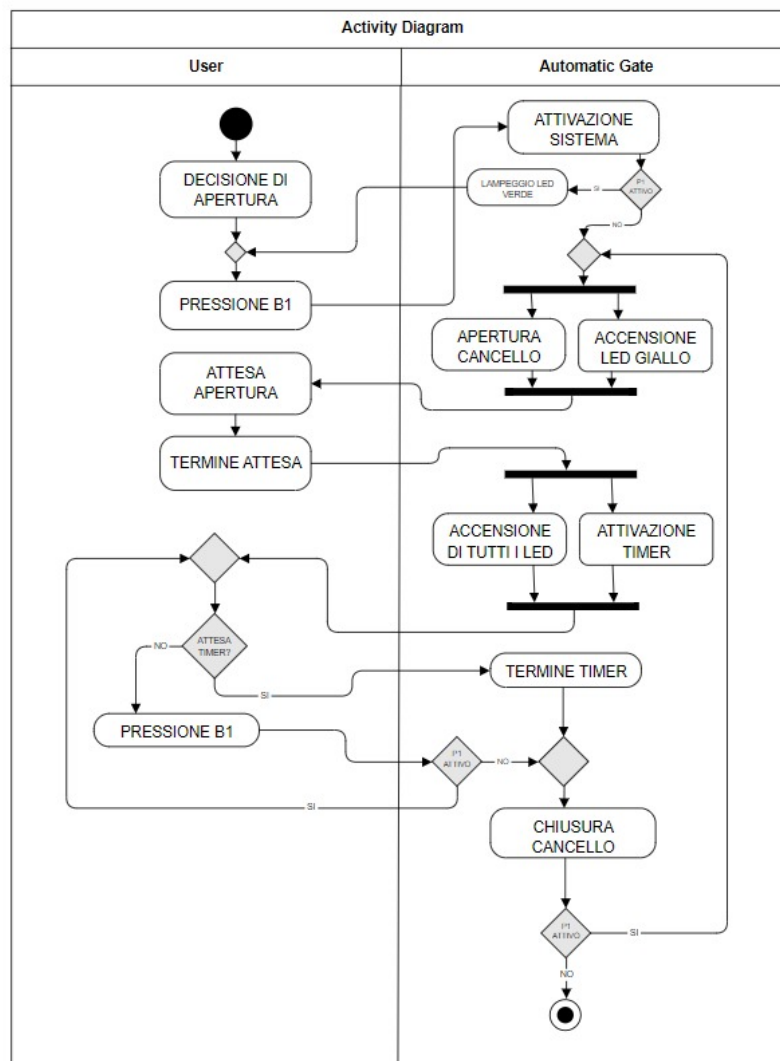 Activity Diagram
User
Automatic Gate
ATTIVAZIONE
SISTEMA
DECISIONE DI
APERTURA
LAMPEGGIO LED
VERDE
SI
P1
ATTIVO
NO
PRESSIONE B1
APERTURA
CANCELLO
ACCENSIONE
LED GIALLO
ATTESA
APERTURA
TERMINE ATTESA
ACCENSIONE
DI TUTTI I LED
ATTIVAZIONE
TIMER
NO
ATTESA
TIMER?
SI
TERMINE TIMER
PRESSIONE B1
P1
ATTIVO
NO
SI
CHIUSURA
CANCELLO
P1
ATTIVO
SI
NO